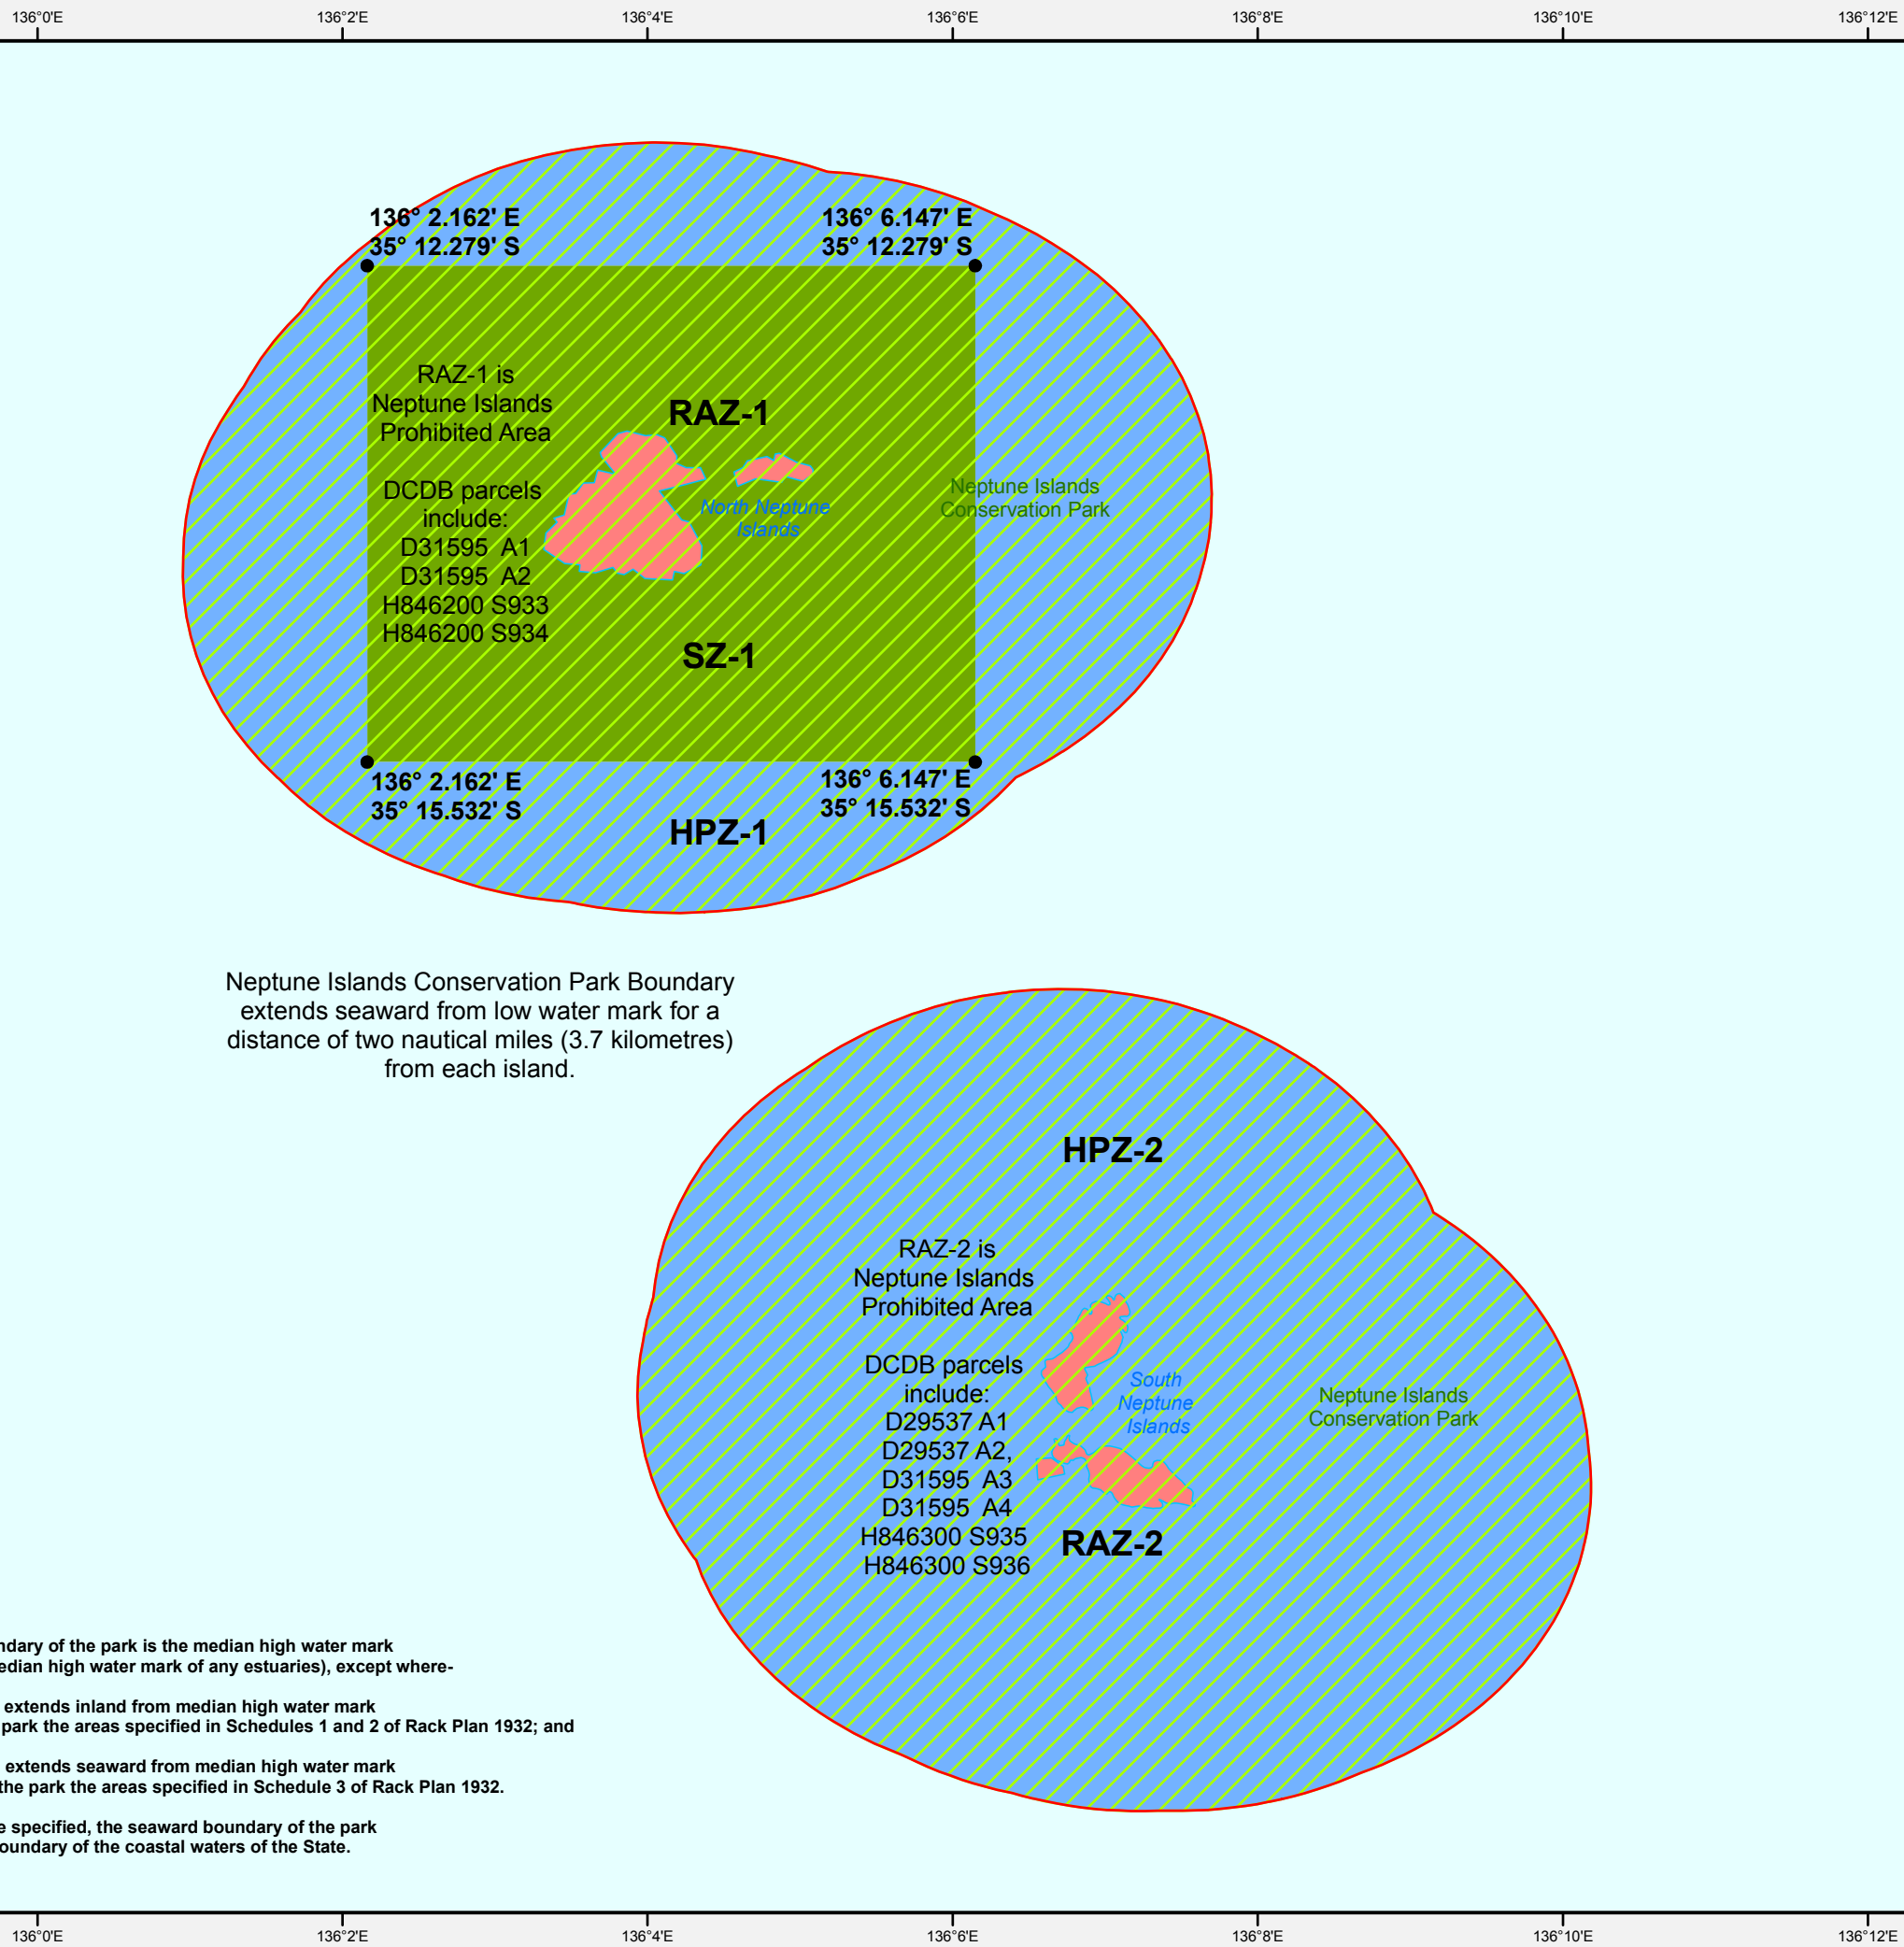 136°0'E 136°2'E 136°4'E 136°6'E 136°8'E 136°10'E 136°12'E
136° 2.162' E
35° 12.279' S
136° 6.147' E
35° 12.279' S
RAZ-1 is
Neptune Islands
Prohibited Area
RAZ-1
DCDB parcels
include:
D31595 A1
D31595 A2
H846200 S933
H846200 S934
North Neptune
Islands
Neptune Islands
Conservation Park
SZ-1
136° 2.162' E
35° 15.532' S
136° 6.147' E
35° 15.532' S
HPZ-1
Neptune Islands Conservation Park Boundary
extends seaward from low water mark for a
distance of two nautical miles (3.7 kilometres)
from each island.
HPZ-2
RAZ-2 is
Neptune Islands
Prohibited Area
DCDB parcels
include:
D29537 A1
D29537 A2,
D31595 A3
D31595 A4
H846300 S935
H846300 S936
South
Neptune
Islands
Neptune Islands
Conservation Park
RAZ-2
ndary of the park is the median high water mark
edian high water mark of any estuaries), except where-
extends inland from median high water mark
park the areas specified in Schedules 1 and 2 of Rack Plan 1932; and
extends seaward from median high water mark
the park the areas specified in Schedule 3 of Rack Plan 1932.
e specified, the seaward boundary of the park
oundary of the coastal waters of the State.
136°0'E 136°2'E 136°4'E 136°6'E 136°8'E 136°10'E 136°12'E